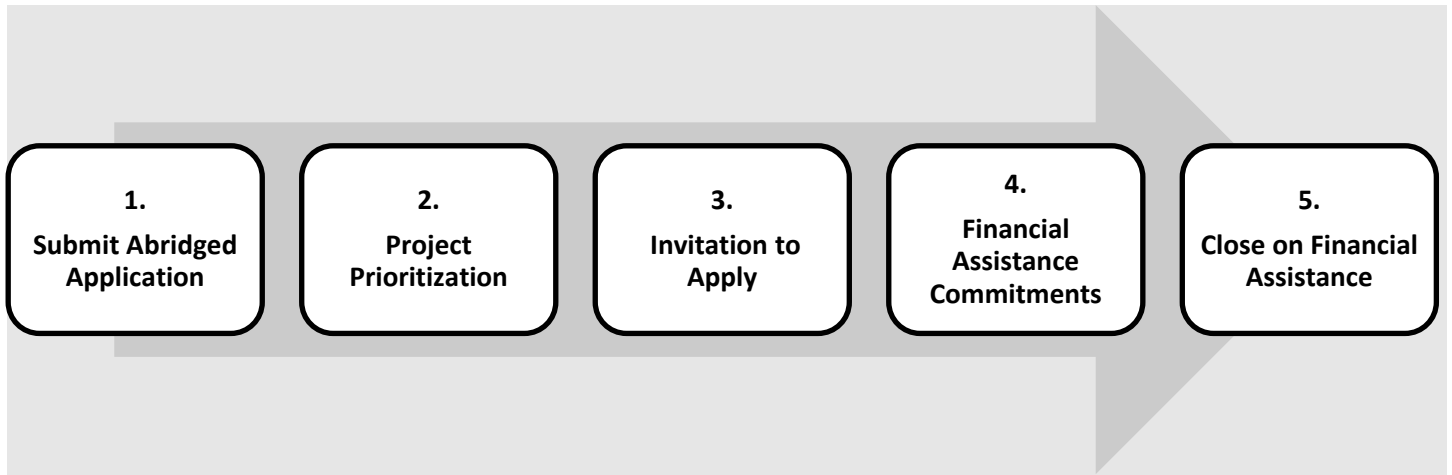 1.
Submit Abridged
Application
2.
Project
Prioritization
3.
Invitation to
Apply
4.
Financial
Assistance
Commitments
5.
Close on Financial
Assistance